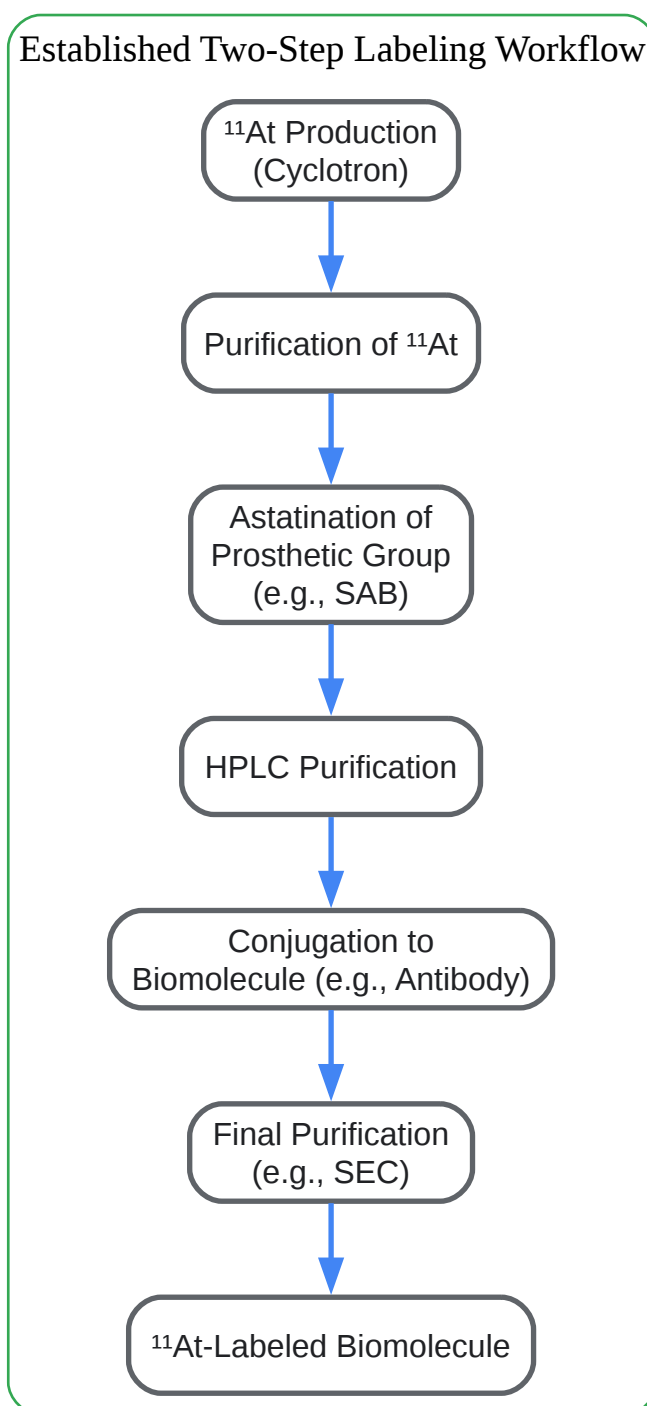 Established Two-Step Labeling Workflow
¹¹At Production
(Cyclotron)
Purification of ¹¹At
Astatination of
Prosthetic Group
(e.g., SAB)
HPLC Purification
Conjugation to
Biomolecule (e.g., Antibody)
Final Purification
(e.g., SEC)
¹¹At-Labeled Biomolecule